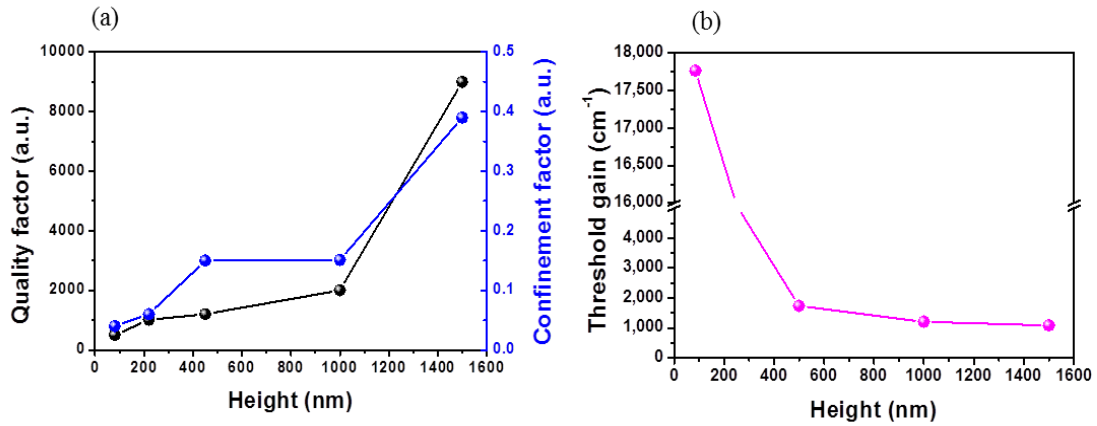 (a)
10000
8000
6000
4000
2000
0
Quality factor (a.u.)
0.5
0.4
0.3
0.2
0.1
0.0
Confinement factor (a.u.)
0 200 400 600 800 1000 1200 1400 1600
Height (nm)
(b)
18,000
17,500
17,000
16,500
16,000
4,000
3,000
2,000
1,000
0
Threshold gain (cm⁻¹)
0 200 400 600 800 1000 1200 1400 1600
Height (nm)